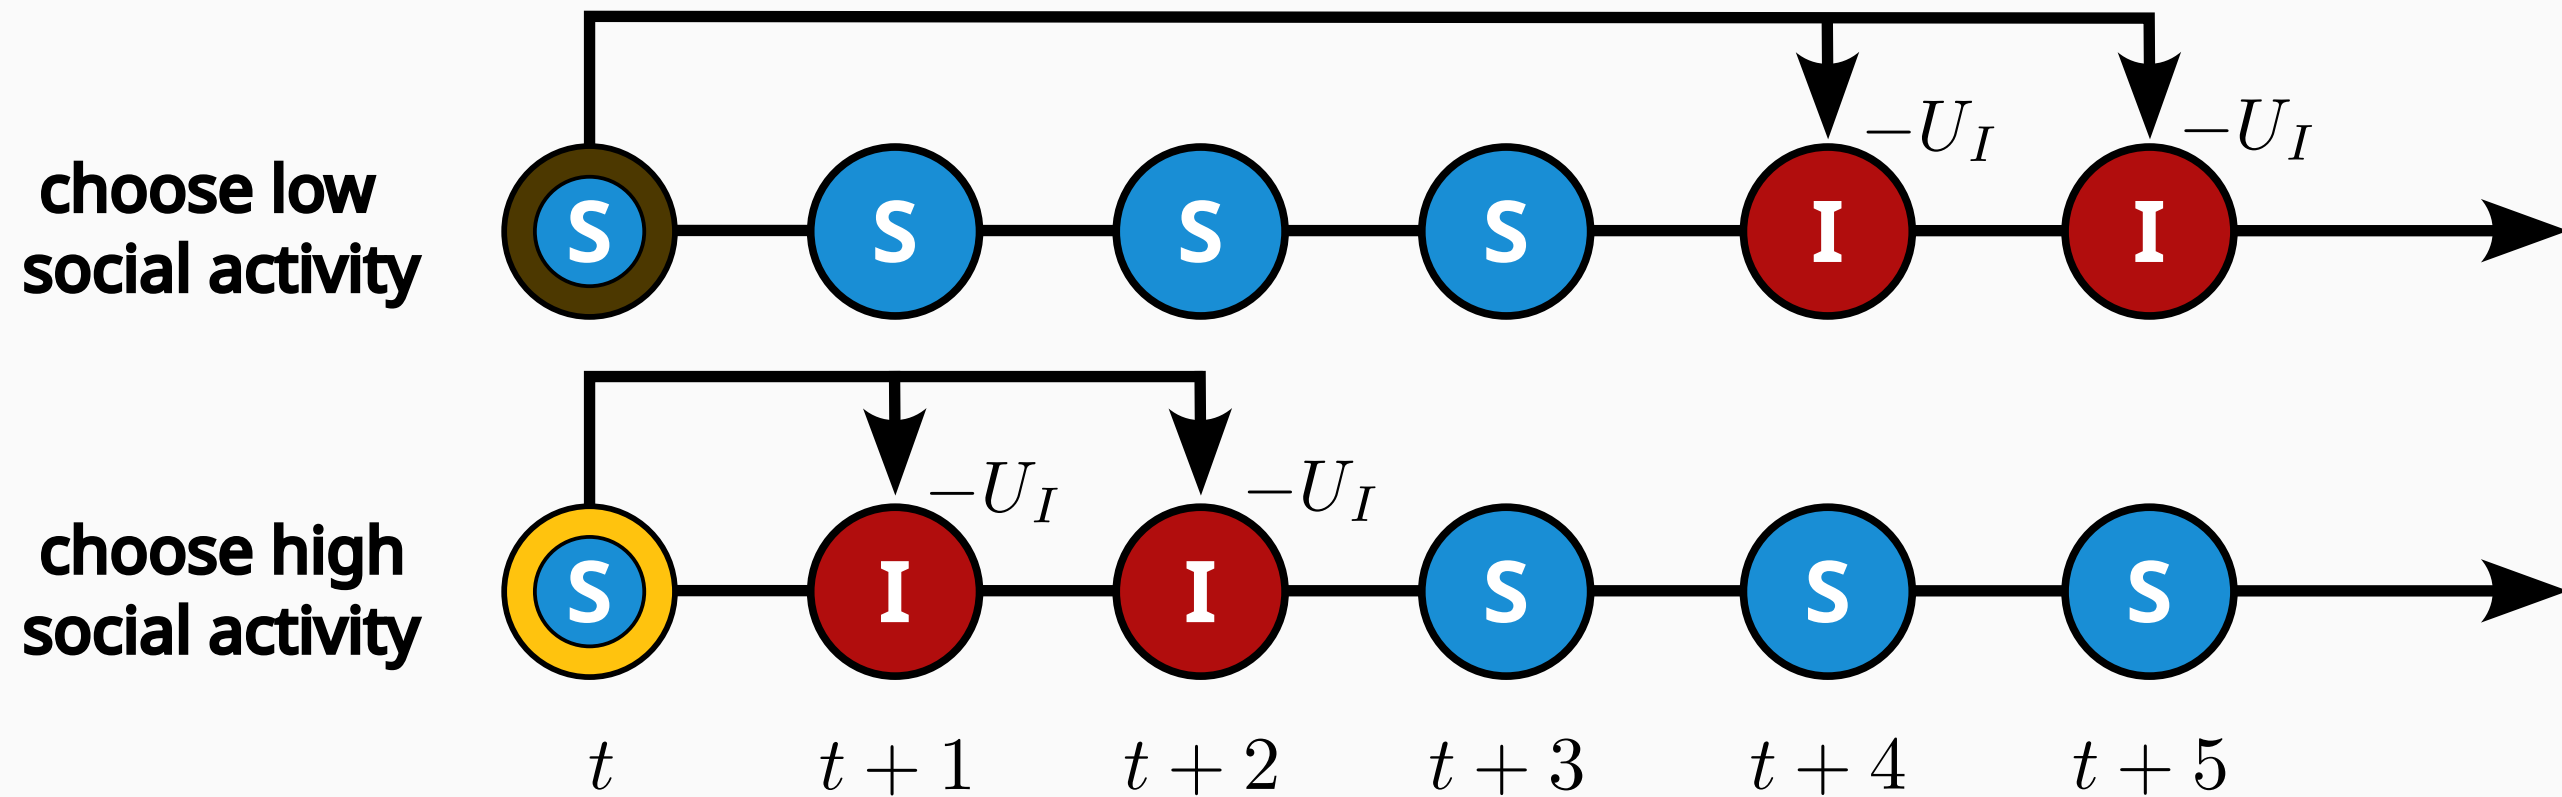 −U_I −U_I
choose low
social activity
S S S S I I
−U_I −U_I
choose high
social activity
S I I S S S
t t + 1 t + 2 t + 3 t + 4 t + 5